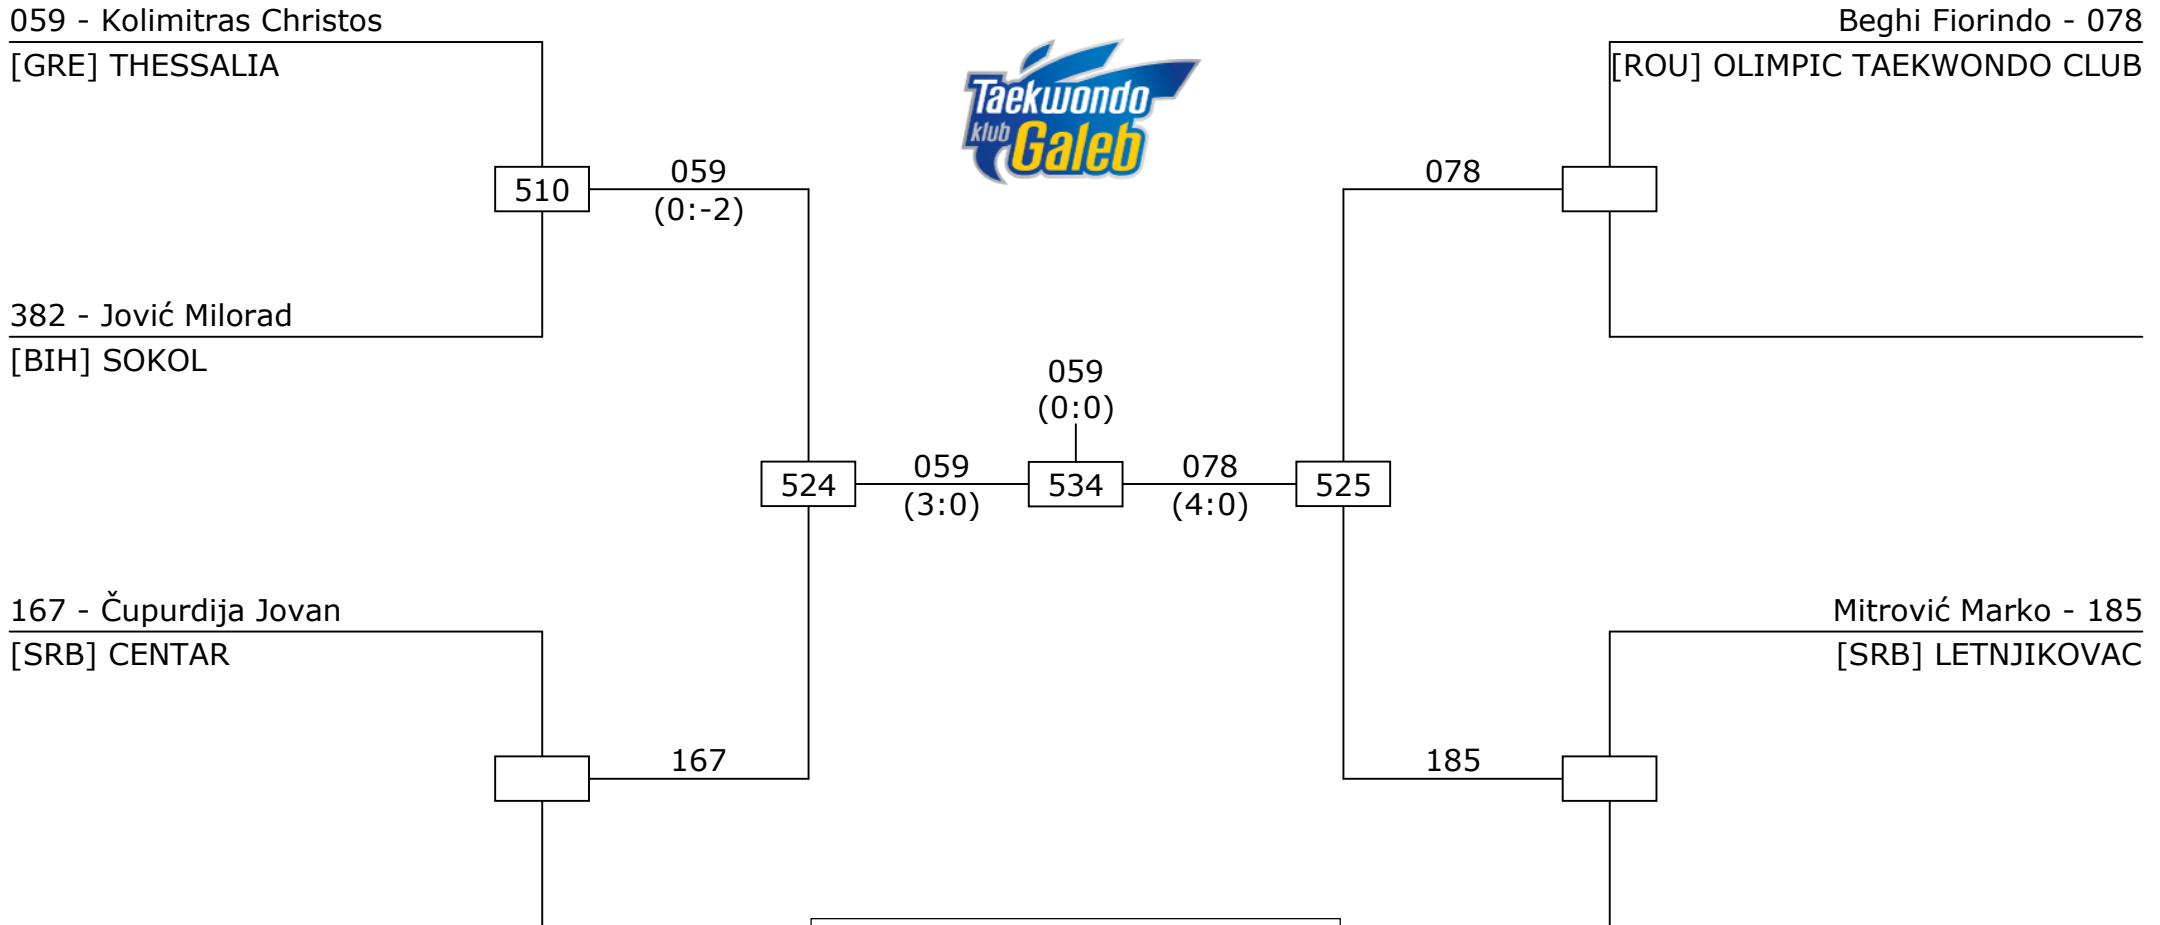 059 - Kolimitras Christos
[GRE] THESSALIA
Beghi Fiorindo - 078
[ROU] OLIMPIC TAEKWONDO CLUB
Taekwondo
klub Galeb
510
059
(0:-2)
078
382 - Jović Milorad
[BIH] SOKOL
059
(0:0)
524
059
(3:0)
534
078
(4:0)
525
167 - Čupurdija Jovan
[SRB] CENTAR
Mitrović Marko - 185
[SRB] LETNJIKOVAC
167
185